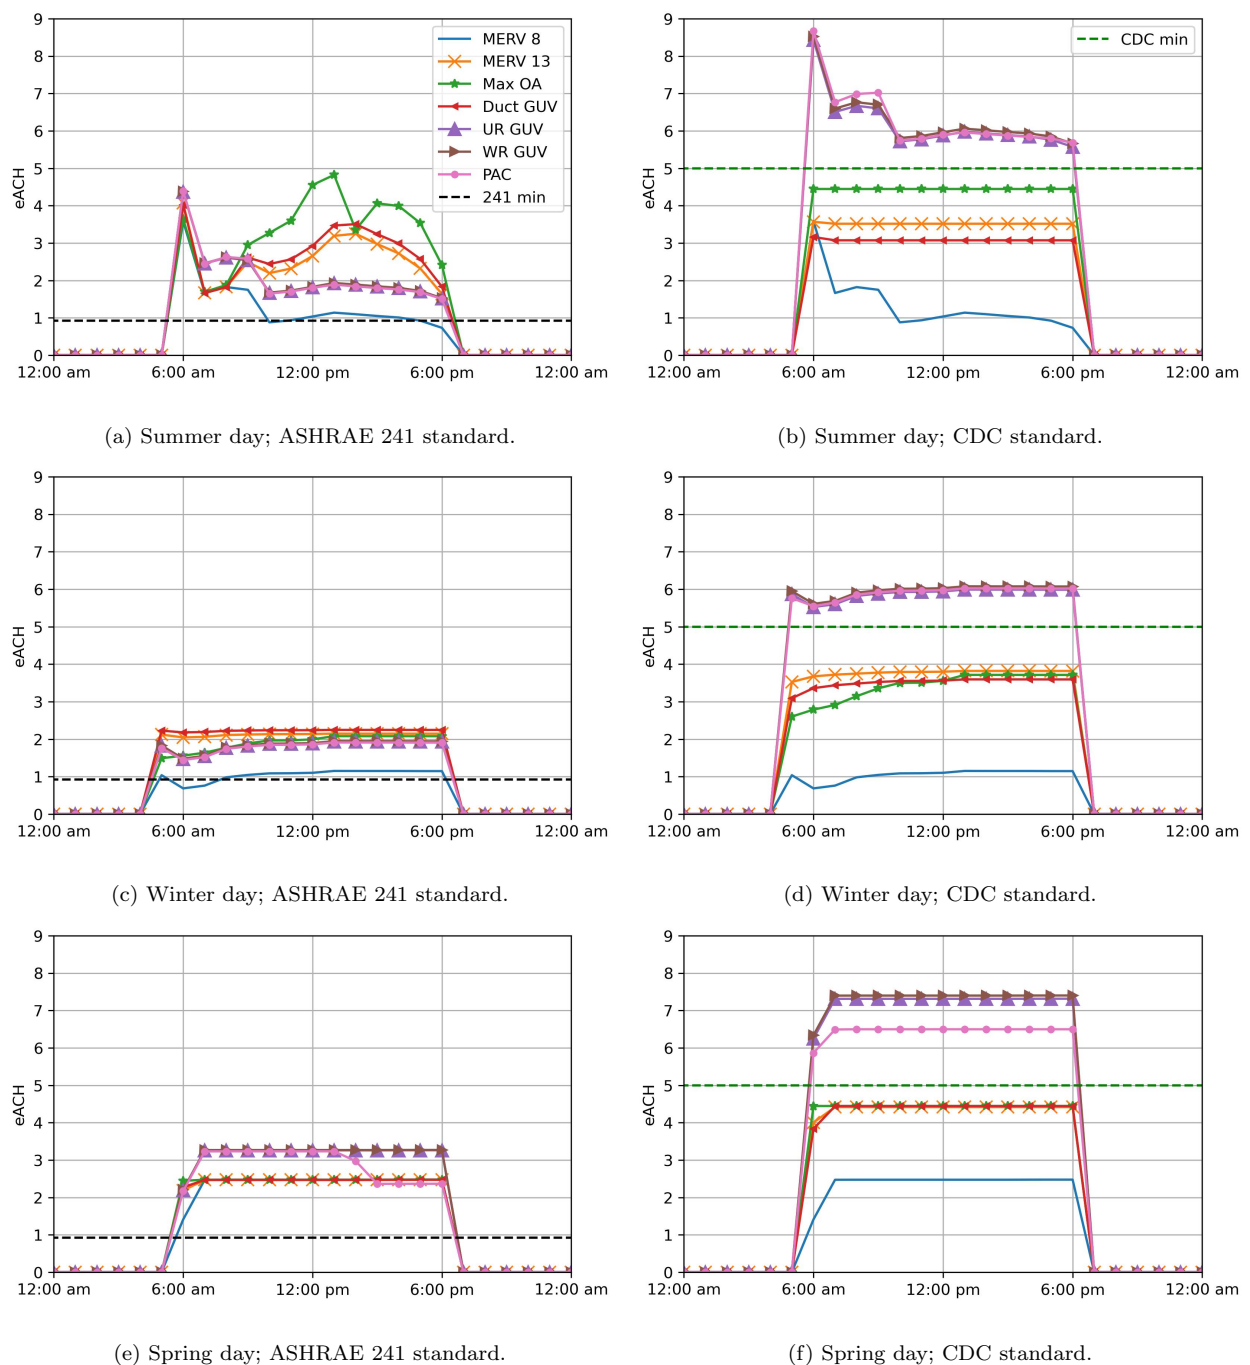 9
8
7
6
5
4
3
2
1
0
eACH
MERV 8
MERV 13
Max OA
Duct GUV
UR GUV
WR GUV
PAC
241 min
12:00 am 6:00 am 12:00 pm 6:00 pm 12:00 am
(a) Summer day; ASHRAE 241 standard.
9
8
7
6
5
4
3
2
1
0
eACH
CDC min
12:00 am 6:00 am 12:00 pm 6:00 pm 12:00 am
(b) Summer day; CDC standard.
9
8
7
6
5
4
3
2
1
0
eACH
12:00 am 6:00 am 12:00 pm 6:00 pm 12:00 am
(c) Winter day; ASHRAE 241 standard.
9
8
7
6
5
4
3
2
1
0
eACH
12:00 am 6:00 am 12:00 pm 6:00 pm 12:00 am
(d) Winter day; CDC standard.
9
8
7
6
5
4
3
2
1
0
eACH
12:00 am 6:00 am 12:00 pm 6:00 pm 12:00 am
(e) Spring day; ASHRAE 241 standard.
9
8
7
6
5
4
3
2
1
0
eACH
12:00 am 6:00 am 12:00 pm 6:00 pm 12:00 am
(f) Spring day; CDC standard.